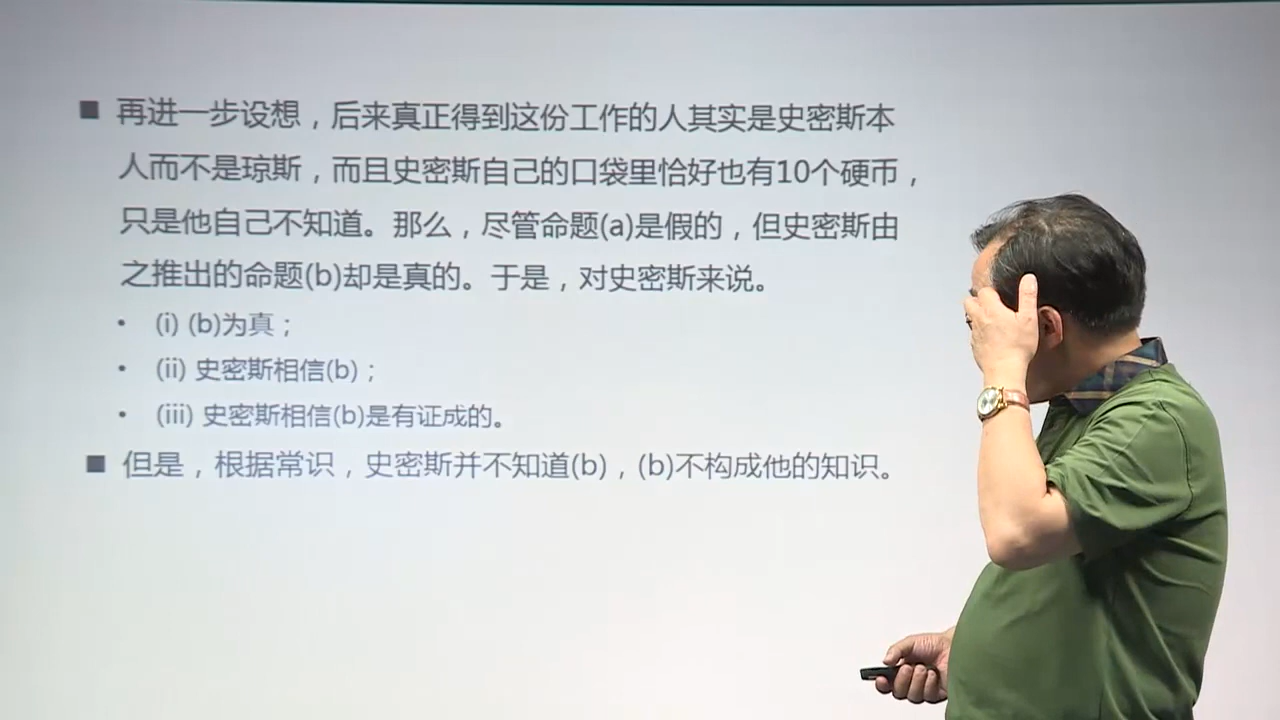 ■ 再进一步设想，后来真正得到这份工作的人其实是史密斯本
人而不是琼斯，而且史密斯自己的口袋里恰好也有10个硬币，
只是他自己不知道。那么，尽管命题(a)是假的，但史密斯由
之推出的命题(b)却是真的。于是，对史密斯来说。
• (i) (b)为真；
• (ii) 史密斯相信(b)；
• (iii) 史密斯相信(b)是有证成的。
■ 但是，根据常识，史密斯并不知道(b)，(b)不构成他的知识。